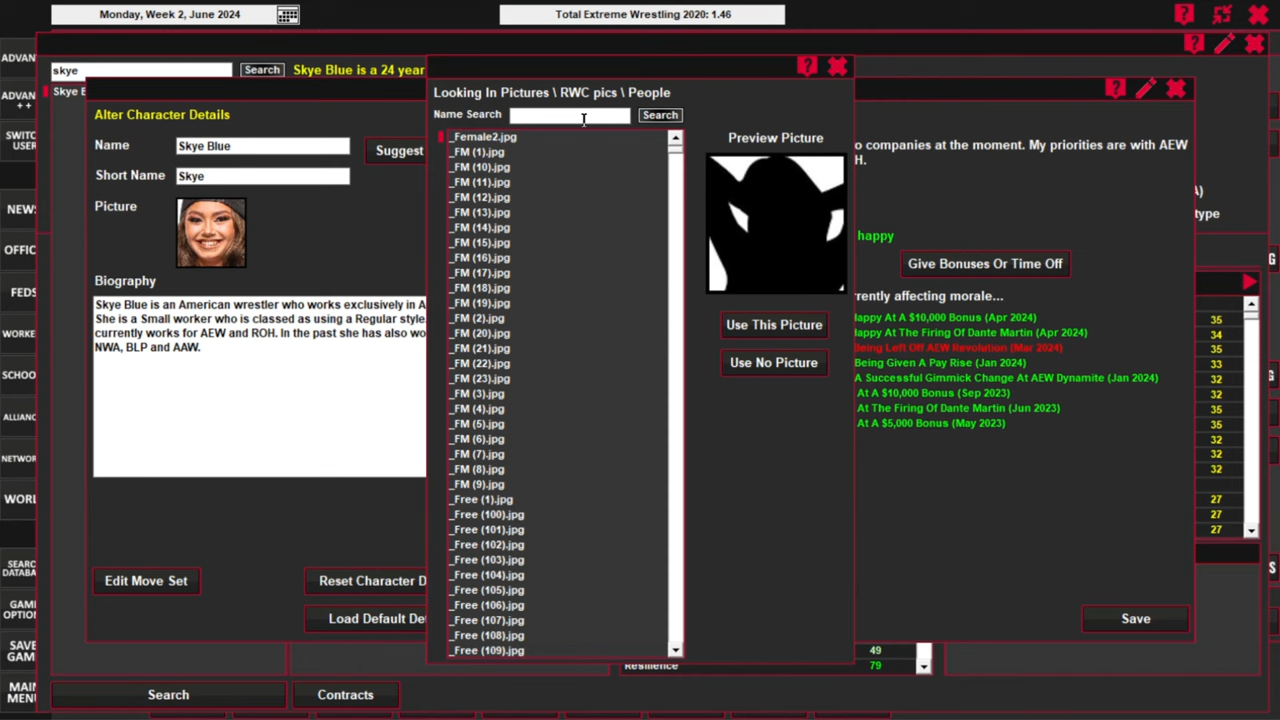 Monday, Week 2, June 2024
Total Extreme Wrestling 2020: 1.46
skye
Search
Skye Blue is a 24 year
ADVAN
ADVAN
++
SWITC
USER
NEWS
OFFIC
FEDS
WORKE
SCHOO
ALLIANC
NETWOR
WORL
SEARC
DATABA
GAM
OPTION
SAVE
GAM
MAIN
MENU
Skye B
Alter Character Details
Name
Skye Blue
Suggest
Short Name
Skye
Picture
Biography
Skye Blue is an American wrestler who works exclusively in A
She is a Small worker who is classed as using a Regular style.
currently works for AEW and ROH. In the past she has also wo
NWA, BLP and AAW.
Edit Move Set
Reset Character D
Load Default De
Search
Contracts
Looking In Pictures \ RWC pics \ People
Name Search
Search
_Female2.jpg
_FM (1).jpg
_FM (10).jpg
_FM (11).jpg
_FM (12).jpg
_FM (13).jpg
_FM (14).jpg
_FM (15).jpg
_FM (16).jpg
_FM (17).jpg
_FM (18).jpg
_FM (19).jpg
_FM (2).jpg
_FM (20).jpg
_FM (21).jpg
_FM (22).jpg
_FM (23).jpg
_FM (3).jpg
_FM (4).jpg
_FM (5).jpg
_FM (6).jpg
_FM (7).jpg
_FM (8).jpg
_FM (9).jpg
_Free (1).jpg
_Free (100).jpg
_Free (101).jpg
_Free (102).jpg
_Free (103).jpg
_Free (104).jpg
_Free (105).jpg
_Free (106).jpg
_Free (107).jpg
_Free (108).jpg
_Free (109).jpg
Preview Picture
Use This Picture
Use No Picture
o companies at the moment. My priorities are with AEW
H.
A)
type
happy
Give Bonuses Or Time Off
rrently affecting morale...
Happy At A $10,000 Bonus (Apr 2024)
Happy At The Firing Of Dante Martin (Apr 2024)
Being Left Off AEW Revolution (Mar 2024)
Being Given A Pay Rise (Jan 2024)
A Successful Gimmick Change At AEW Dynamite (Jan 2024)
At A $10,000 Bonus (Sep 2023)
At The Firing Of Dante Martin (Jun 2023)
At A $5,000 Bonus (May 2023)
Save
35
34
35
33
32
35
35
32
32
32
27
27
27
49
Resilience
79